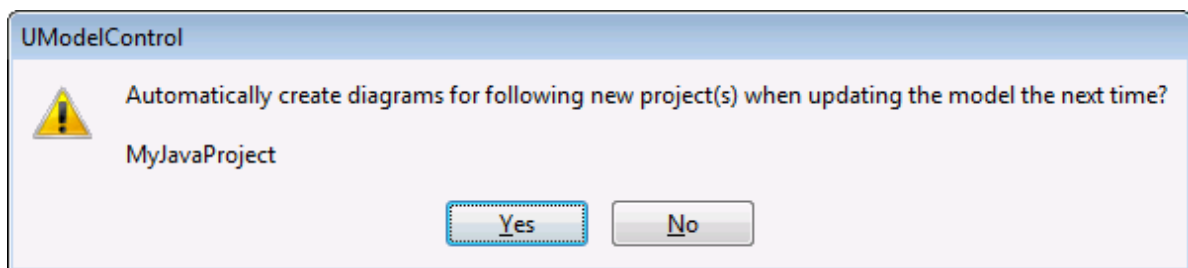 UModelControl
Automatically create diagrams for following new project(s) when updating the model the next time?
MyJavaProject
Yes
No